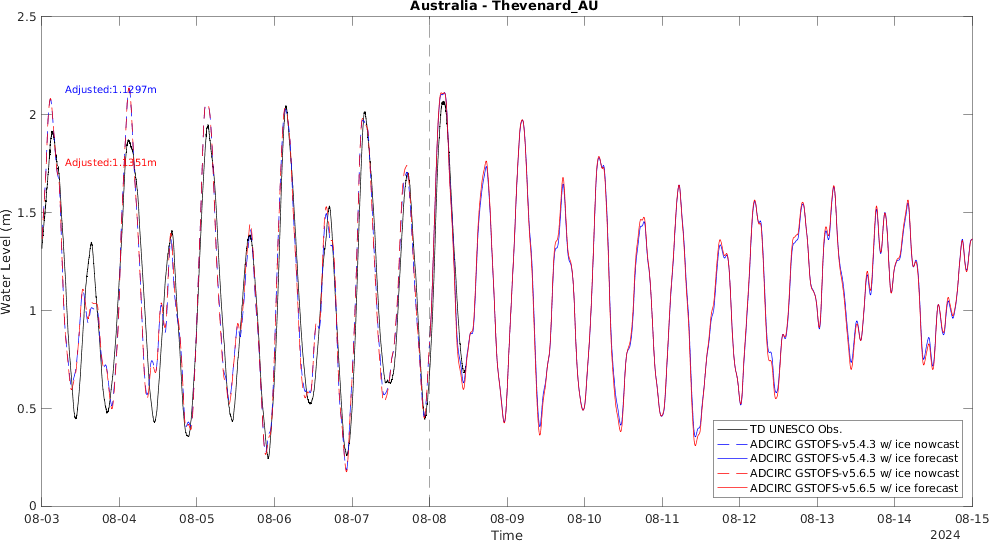 Australia - Thevenard_AU
2.5
2
1.5
1
0.5
0
Water Level (m)
Adjusted:1.1297m
Adjusted:1.1351m
TD UNESCO Obs.
ADCIRC GSTOFS-v5.4.3 w/ ice nowcast
ADCIRC GSTOFS-v5.4.3 w/ ice forecast
ADCIRC GSTOFS-v5.6.5 w/ ice nowcast
ADCIRC GSTOFS-v5.6.5 w/ ice forecast
08-03 08-04 08-05 08-06 08-07 08-08 08-09 08-10 08-11 08-12 08-13 08-14 08-15
Time
2024